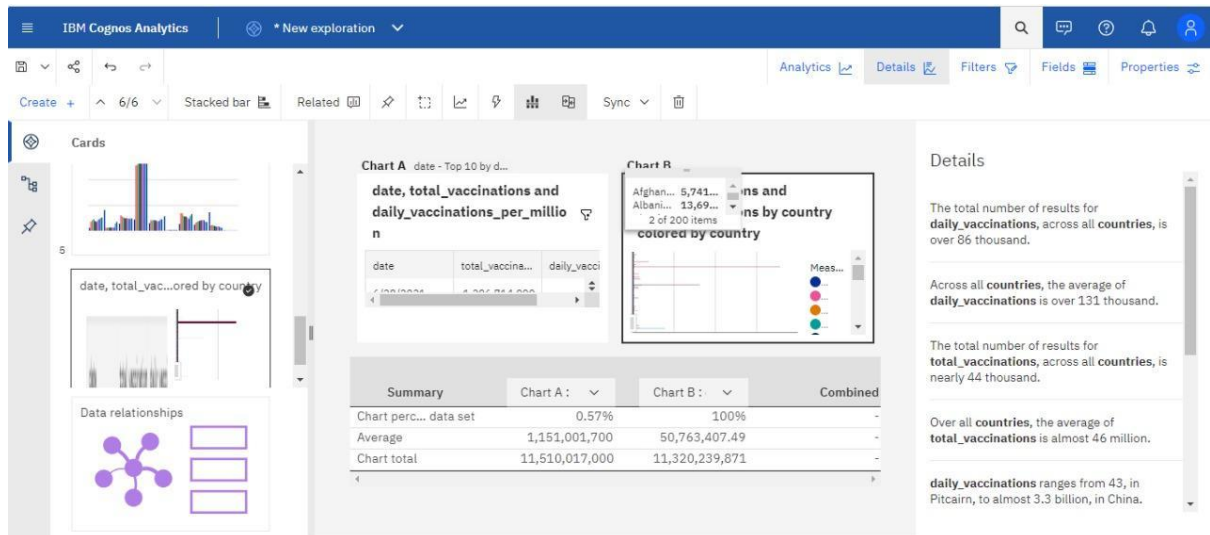 IBM Cognos Analytics
* New exploration
Analytics
Details
Filters
Fields
Properties
Create +
6/6
Stacked bar
Related
Sync
Cards
5
date, total_vac...ored by country
Data relationships
Chart A date - Top 10 by d...
date, total_vaccinations and
daily_vaccinations_per_millio
n
date total_vaccina... daily_vacci
Chart B
Afghan... 5,741...
Albani... 13,69...
2 of 200 items
ns and
ns by country
colored by country
Meas...
Summary Chart A : Chart B : Combined
Chart perc... data set 0.57% 100% -
Average 1,151,001,700 50,763,407.49 -
Chart total 11,510,017,000 11,320,239,871 -
Details
The total number of results for
daily_vaccinations, across all countries, is
over 86 thousand.
Across all countries, the average of
daily_vaccinations is over 131 thousand.
The total number of results for
total_vaccinations, across all countries, is
nearly 44 thousand.
Over all countries, the average of
total_vaccinations is almost 46 million.
daily_vaccinations ranges from 43, in
Pitcairn, to almost 3.3 billion, in China.